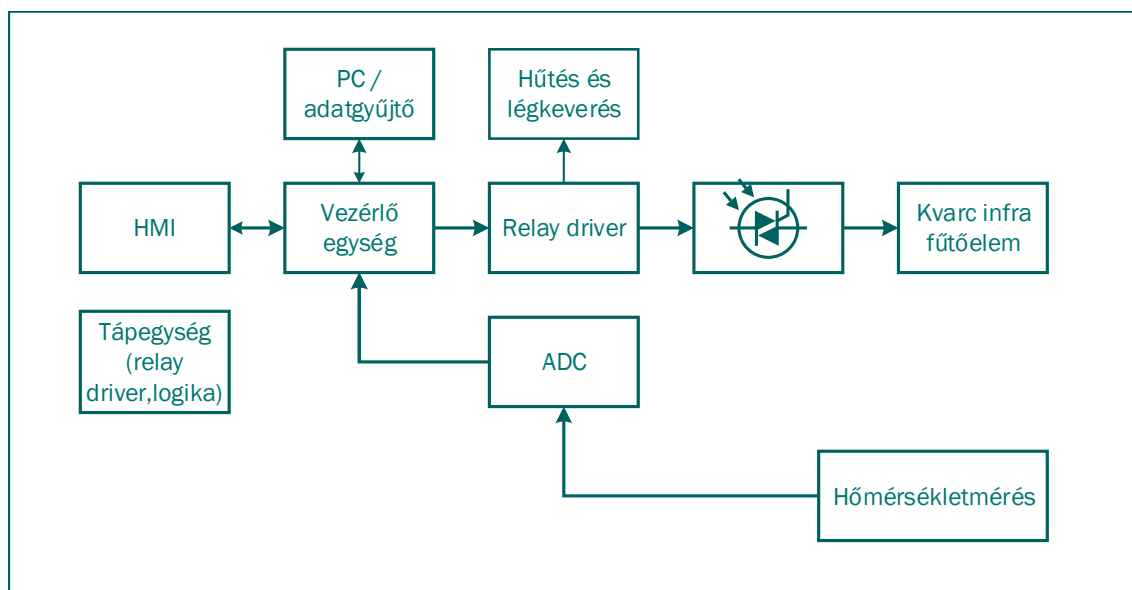 PC /
adatgyűjtő
Hűtés és
légkeverés
HMI
Vezérlő
egység
Relay driver
Kvarc infra
fűtőelem
Tápegység
(relay
driver,logika)
ADC
Hőmérsékletmérés